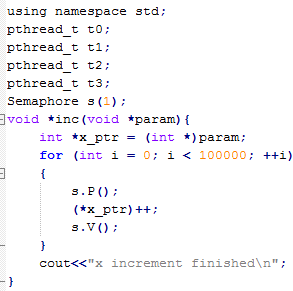 using namespace std;
pthread_t t0;
pthread_t t1;
pthread_t t2;
pthread_t t3;
Semaphore s(1);
void *inc(void *param){
    int *x_ptr = (int *)param;
    for (int i = 0; i < 100000; ++i)
    {
        s.P();
        (*x_ptr)++;
        s.V();
    }
    cout<<"x increment finished\n";
}